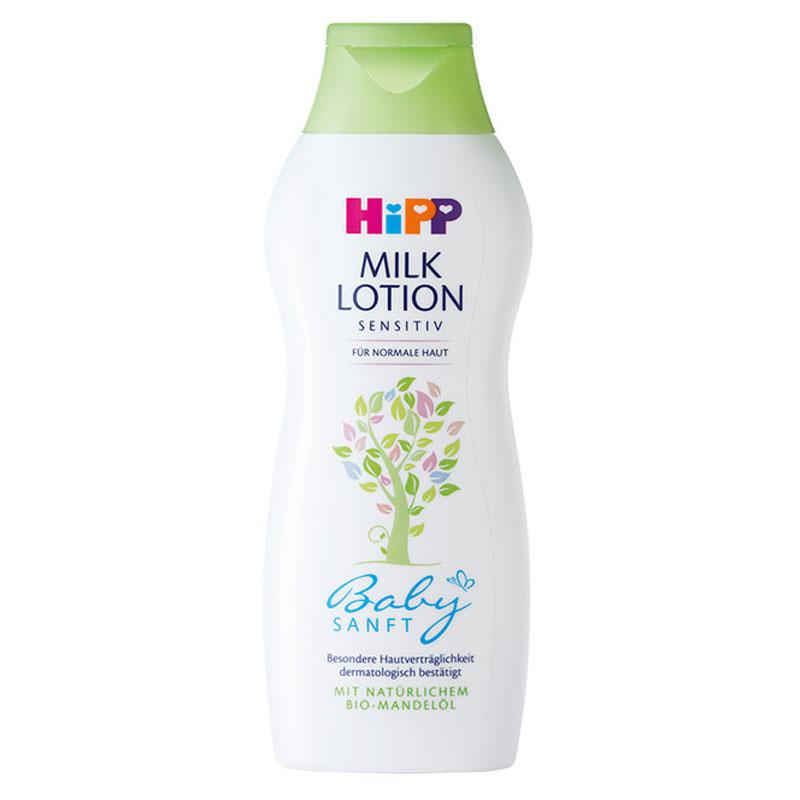 HiPP
MILK
LOTION
SENSITIV
FÜR NORMALE HAUT
Baby
SANFT
Besondere Hautverträglichkeit
dermatologisch bestätigt
MIT NATÜRLICHEM
BIO-MANDELÖL